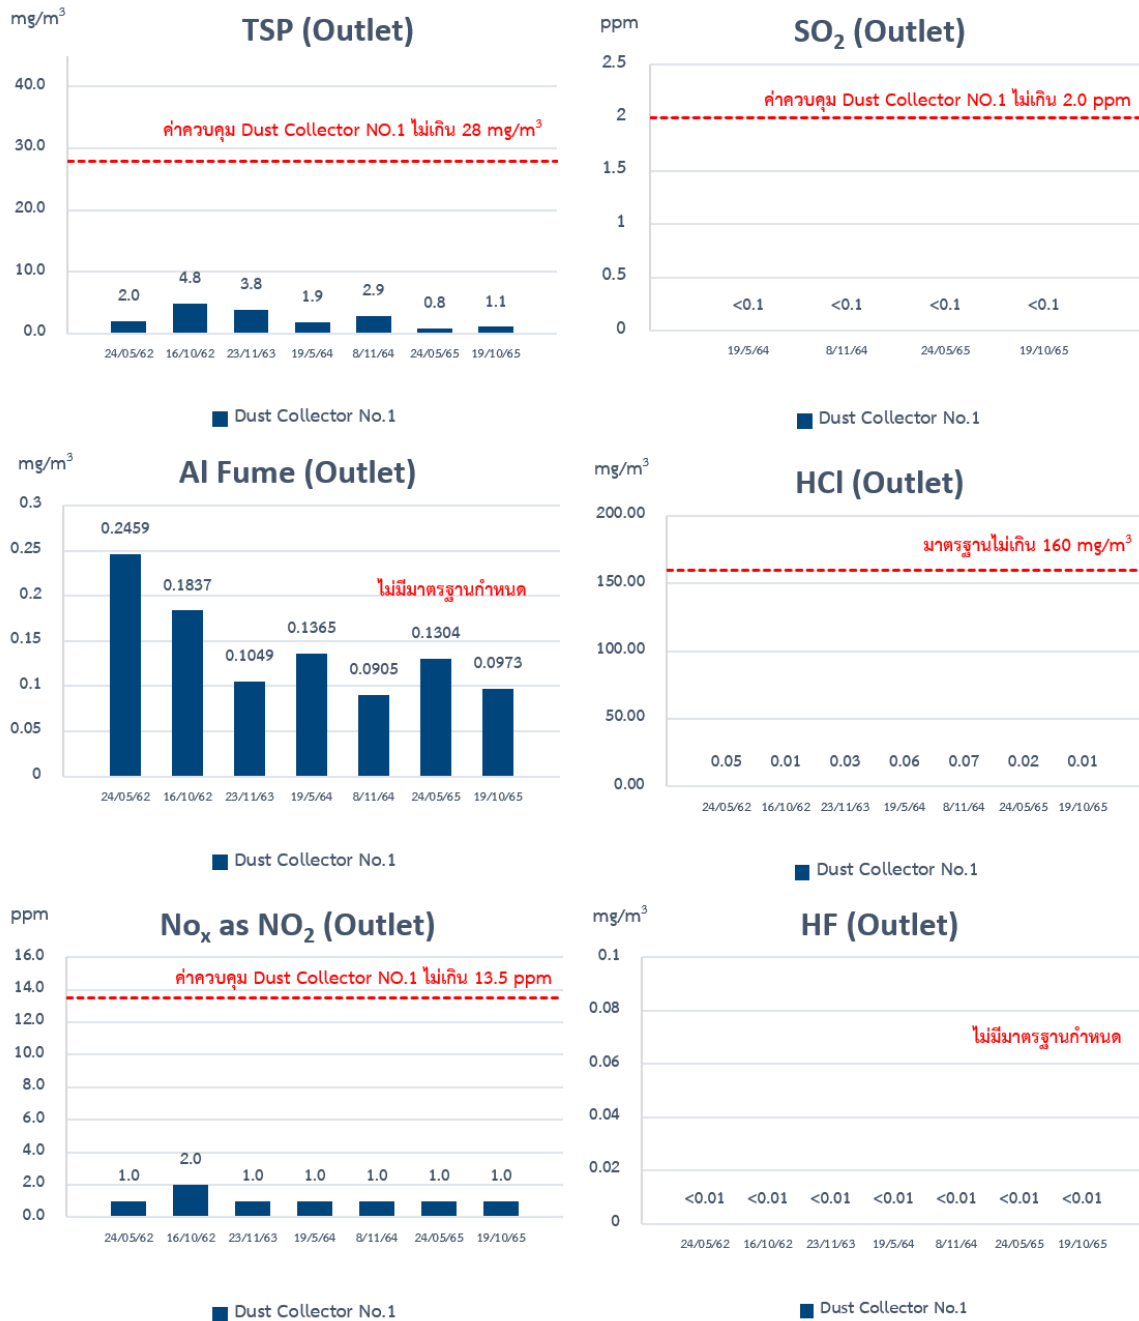 mg/m³
TSP (Outlet)
40.0
ค่าควบคุม Dust Collector NO.1 ไม่เกิน 28 mg/m³
30.0
20.0
10.0
0.0
2.0 4.8 3.8 1.9 2.9 0.8 1.1
24/05/62 16/10/62 23/11/63 19/5/64 8/11/64 24/05/65 19/10/65
Dust Collector No.1
ppm
SO₂ (Outlet)
2.5
ค่าควบคุม Dust Collector NO.1 ไม่เกิน 2.0 ppm
2
1.5
1
0.5
0
<0.1 <0.1 <0.1 <0.1
19/5/64 8/11/64 24/05/65 19/10/65
Dust Collector No.1
mg/m³
Al Fume (Outlet)
0.3
0.25
0.2
0.15
0.1
0.05
0
0.2459 0.1837 0.1049 0.1365 0.0905 0.1304 0.0973
ไม่มีมาตรฐานกำหนด
24/05/62 16/10/62 23/11/63 19/5/64 8/11/64 24/05/65 19/10/65
Dust Collector No.1
mg/m³
HCl (Outlet)
200.00
มาตรฐานไม่เกิน 160 mg/m³
150.00
100.00
50.00
0.00
0.05 0.01 0.03 0.06 0.07 0.02 0.01
24/05/62 16/10/62 23/11/63 19/5/64 8/11/64 24/05/65 19/10/65
Dust Collector No.1
ppm
Noₓ as NO₂ (Outlet)
16.0
ค่าควบคุม Dust Collector NO.1 ไม่เกิน 13.5 ppm
14.0
12.0
10.0
8.0
6.0
4.0
2.0
0.0
1.0 2.0 1.0 1.0 1.0 1.0 1.0
24/05/62 16/10/62 23/11/63 19/5/64 8/11/64 24/05/65 19/10/65
Dust Collector No.1
mg/m³
HF (Outlet)
0.1
0.08
ไม่มีมาตรฐานกำหนด
0.06
0.04
0.02
0
<0.01 <0.01 <0.01 <0.01 <0.01 <0.01 <0.01
24/05/62 16/10/62 23/11/63 19/5/64 8/11/64 24/05/65 19/10/65
Dust Collector No.1